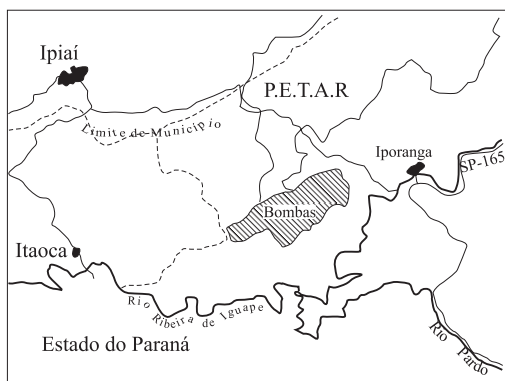 Ipiaí
P.E.T.A.R
Limite de Município
Iporanga
SP-165
Bombas
Itaoca
Rio Ribeira de Iguape
Estado do Paraná
Rio Pardo